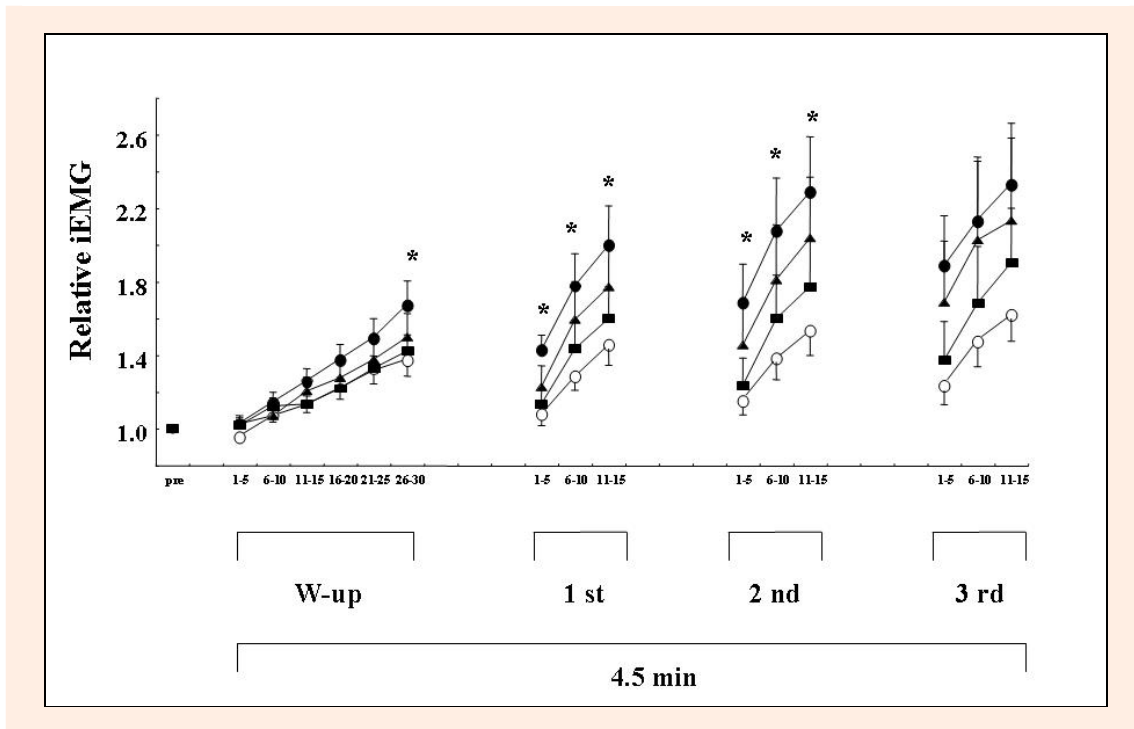 Relative iEMG
2.6
2.2
1.8
1.4
1.0
* * * * * * *
pre 1-5 6-10 11-15 16-20 21-25 26-30 1-5 6-10 11-15 1-5 6-10 11-15 1-5 6-10 11-15
W-up 1 st 2 nd 3 rd
4.5 min